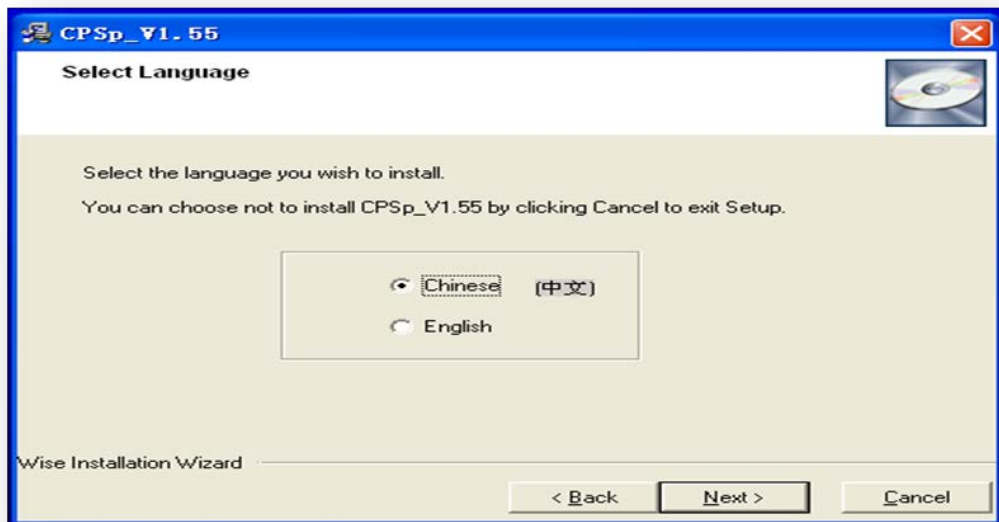 CPSp_V1.55
Select Language
Select the language you wish to install.
You can choose not to install CPSp_V1.55 by clicking Cancel to exit Setup.
Chinese (中文)
English
Wise Installation Wizard
< Back Next > Cancel